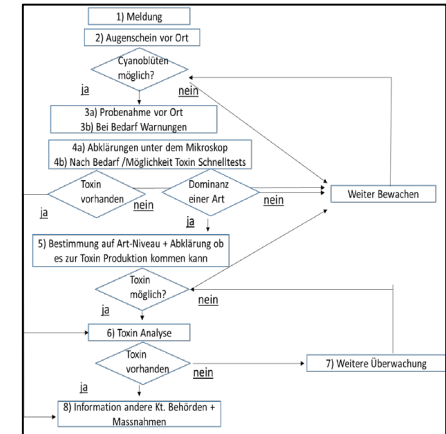 1) Meldung
2) Augenschein vor Ort
Cyanoblüten
möglich?
ja
nein
3a) Probenahme vor Ort
3b) Bei Bedarf Warnungen
4a) Abklärungen unter dem Mikroskop
4b) Nach Bedarf /Möglichkeit Toxin Schnelltests
Toxin
vorhanden
ja
nein
Dominanz
einer Art
nein
ja
Weiter Bewachen
5) Bestimmung auf Art-Niveau + Abklärung ob
es zur Toxin Produktion kommen kann
Toxin
möglich?
nein
ja
6) Toxin Analyse
Toxin
vorhanden
nein
7) Weitere Überwachung
ja
8) Information andere Kt. Behörden +
Massnahmen